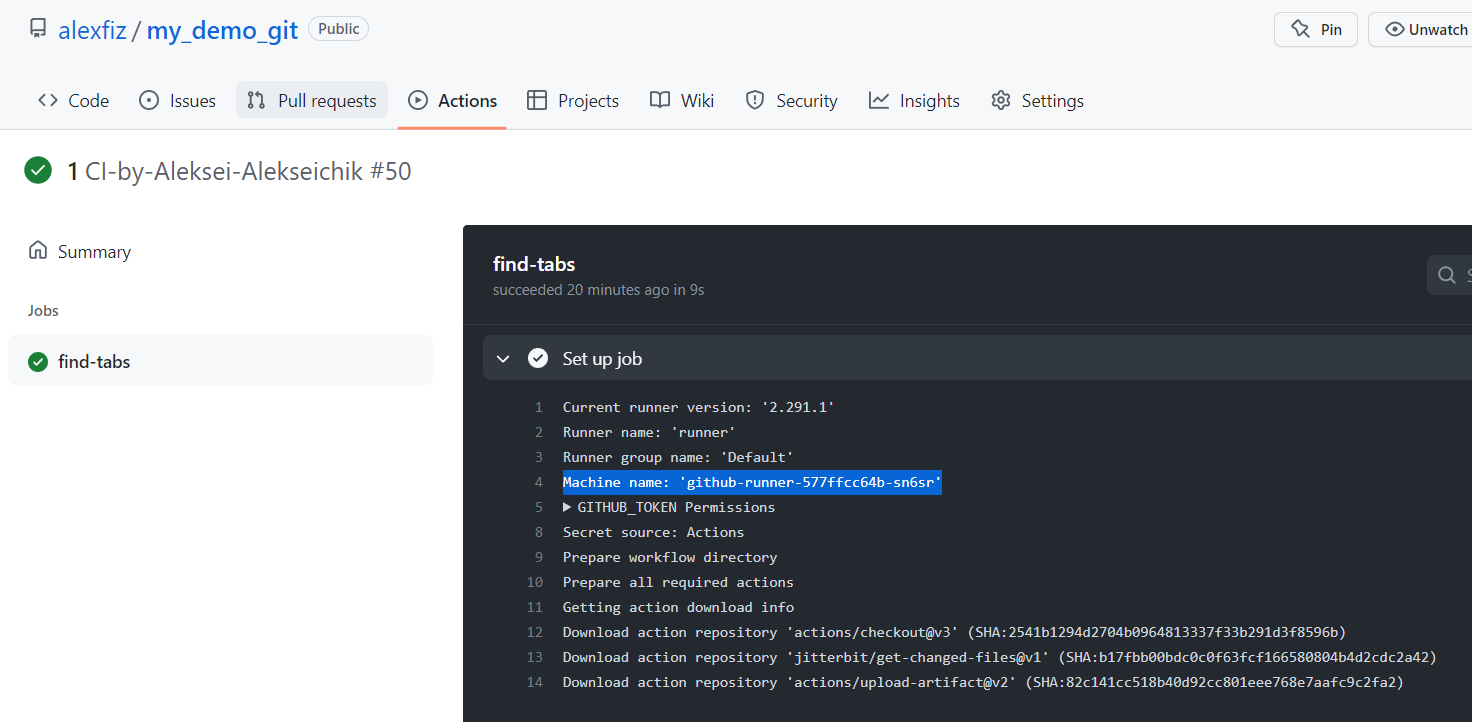 alexfiz / my_demo_git Public Pin Unwatch
Code Issues Pull requests Actions Projects Wiki Security Insights Settings
1 CI-by-Aleksei-Alekseichik #50
Summary
Jobs
find-tabs
find-tabs
succeeded 20 minutes ago in 9s
Set up job
1 Current runner version: '2.291.1'
2 Runner name: 'runner'
3 Runner group name: 'Default'
4 Machine name: 'github-runner-577ffcc64b-sn6sr'
5 GITHUB_TOKEN Permissions
8 Secret source: Actions
9 Prepare workflow directory
10 Prepare all required actions
11 Getting action download info
12 Download action repository 'actions/checkout@v3' (SHA:2541b1294d2704b0964813337f33b291d3f8596b)
13 Download action repository 'jitterbit/get-changed-files@v1' (SHA:b17fbb00bdc0c0f63fcf166580804b4d2cdc2a42)
14 Download action repository 'actions/upload-artifact@v2' (SHA:82c141cc518b40d92cc801eee768e7aafc9c2fa2)